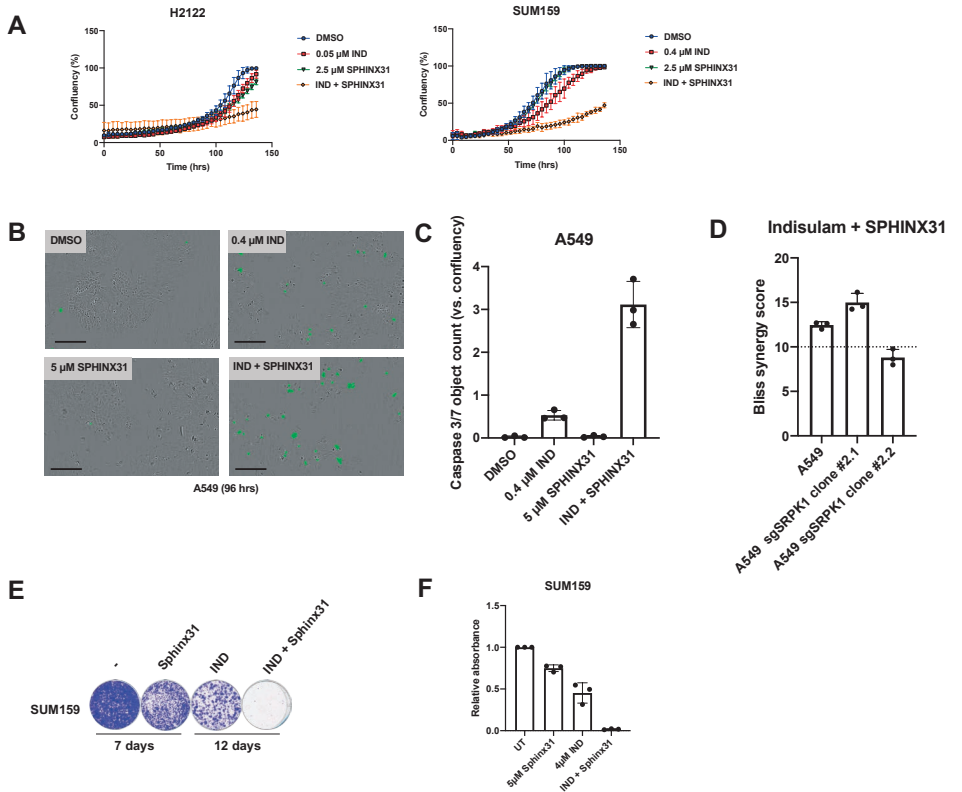 A
H2122
Confluency (%)
150
100
50
0
0
50
100
150
Time (hrs)
DMSO
0.05 µM IND
2.5 µM SPHINX31
IND + SPHINX31
SUM159
Confluency (%)
150
100
50
0
0
50
100
150
Time (hrs)
DMSO
0.4 µM IND
2.5 µM SPHINX31
IND + SPHINX31
B
DMSO
0.4 µM IND
5 µM SPHINX31
IND + SPHINX31
A549 (96 hrs)
C
A549
Caspase 3/7 object count (vs. confluency)
4
3
2
1
0
DMSO
0.4 µM IND
5 µM SPHINX31
IND + SPHINX31
D
Indisulam + SPHINX31
Bliss synergy score
20
15
10
5
0
A549
A549 sgSRPK1 clone #2.1
A549 sgSRPK1 clone #2.2
E
-
Sphinx31
IND
IND + Sphinx31
SUM159
7 days
12 days
F
SUM159
Relative absorbance
1.5
1.0
0.5
0.0
UT
5µM Sphinx31
4µM IND
IND + Sphinx31